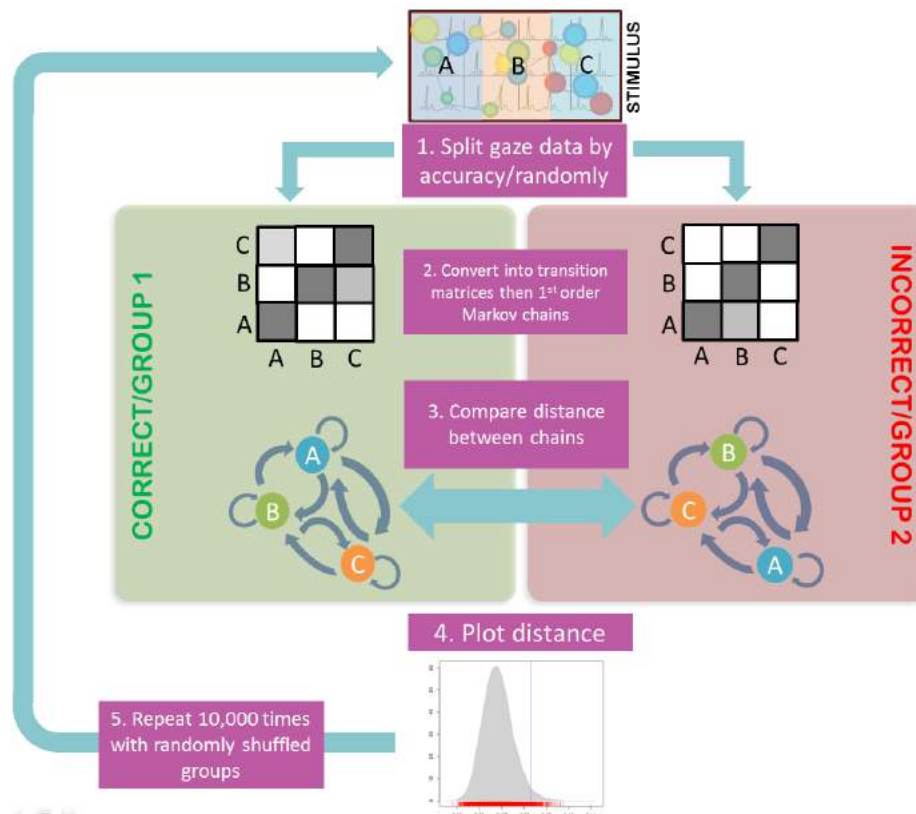 A B C
STIMULUS
1. Split gaze data by
accuracy/randomly
CORRECT/GROUP 1
C
B
A
A B C
2. Convert into transition
matrices then 1st order
Markov chains
C
B
A
A B C
INCORRECT/GROUP 2
3. Compare distance
between chains
A
B
C
B
C
A
4. Plot distance
5. Repeat 10,000 times
with randomly shuffled
groups